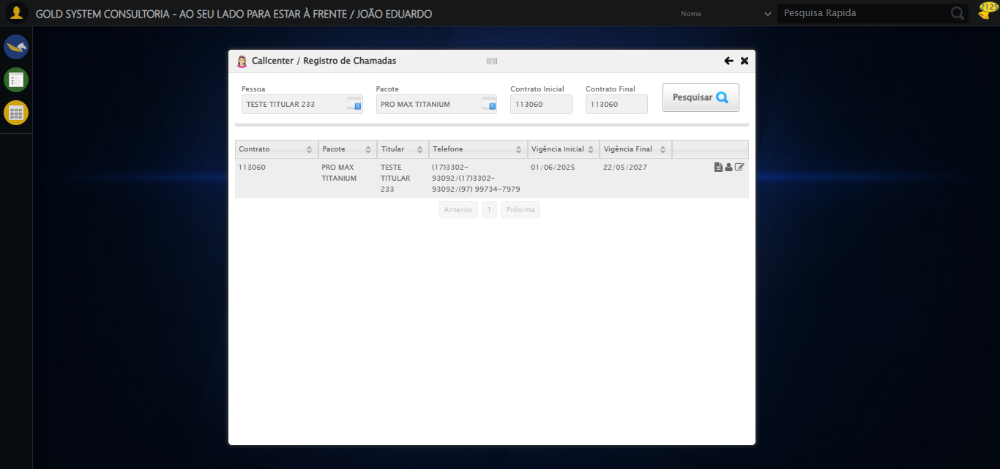 GOLD SYSTEM CONSULTORIA - AO SEU LADO PARA ESTAR À FRENTE / JOÃO EDUARDO
Nome
Pesquisa Rapida
2125
Callcenter / Registro de Chamadas
Pessoa
Pacote
Contrato Inicial
Contrato Final
TESTE TITULAR 233
PRO MAX TITANIUM
113060
113060
Pesquisar
Contrato
Pacote
Titular
Telefone
Vigência Inicial
Vigência Final
113060
PRO MAX
TITANIUM
TESTE
TITULAR
233
(17)3302-
93092/(17)3302-
93092/(97) 99734-7979
01/06/2025
22/05/2027
Anterior
1
Próxima